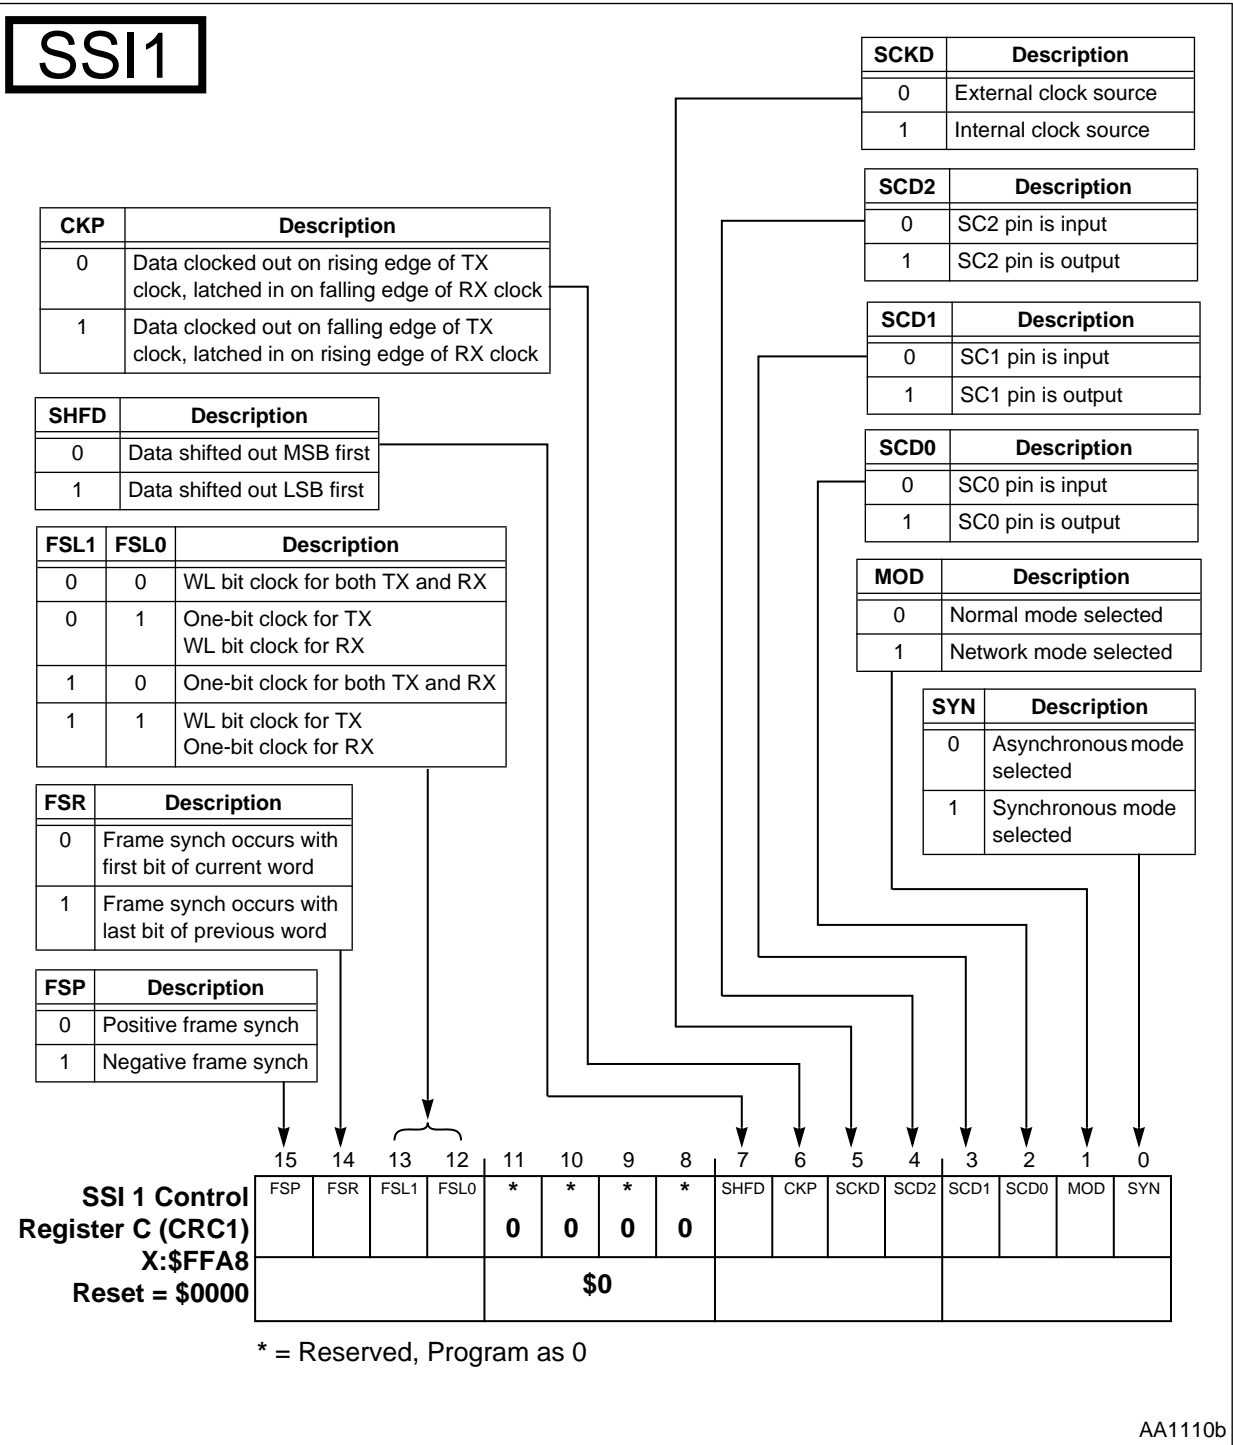 SSI1
SCKD Description
0 External clock source
1 Internal clock source
SCD2 Description
0 SC2 pin is input
1 SC2 pin is output
CKP Description
0 Data clocked out on rising edge of TX
clock, latched in on falling edge of RX clock
1 Data clocked out on falling edge of TX
clock, latched in on rising edge of RX clock
SCD1 Description
0 SC1 pin is input
1 SC1 pin is output
SHFD Description
0 Data shifted out MSB first
1 Data shifted out LSB first
SCD0 Description
0 SC0 pin is input
1 SC0 pin is output
FSL1 FSL0 Description
0 0 WL bit clock for both TX and RX
0 1 One-bit clock for TX
WL bit clock for RX
1 0 One-bit clock for both TX and RX
1 1 WL bit clock for TX
One-bit clock for RX
MOD Description
0 Normal mode selected
1 Network mode selected
SYN Description
0 Asynchronous mode
selected
1 Synchronous mode
selected
FSR Description
0 Frame synch occurs with
first bit of current word
1 Frame synch occurs with
last bit of previous word
FSP Description
0 Positive frame synch
1 Negative frame synch
15 14 13 12 11 10 9 8 7 6 5 4 3 2 1 0
FSP FSR FSL1 FSL0 * * * * SHFD CKP SCKD SCD2 SCD1 SCD0 MOD SYN
0 0 0 0
$0
SSI 1 Control
Register C (CRC1)
X:$FFA8
Reset = $0000
* = Reserved, Program as 0
AA1110b